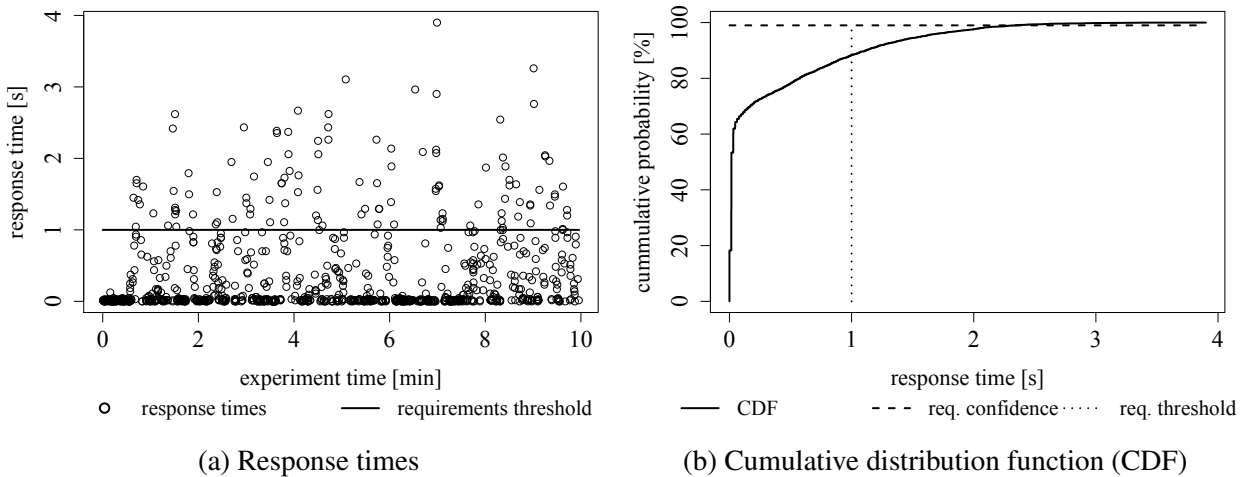 response time [s]
4
3
2
1
0
0 2 4 6 8 10
experiment time [min]
response times requirements threshold
(a) Response times
cummulative probability [%]
100
80
60
40
20
0
0 1 2 3 4
response time [s]
CDF req. confidence req. threshold
(b) Cumulative distribution function (CDF)